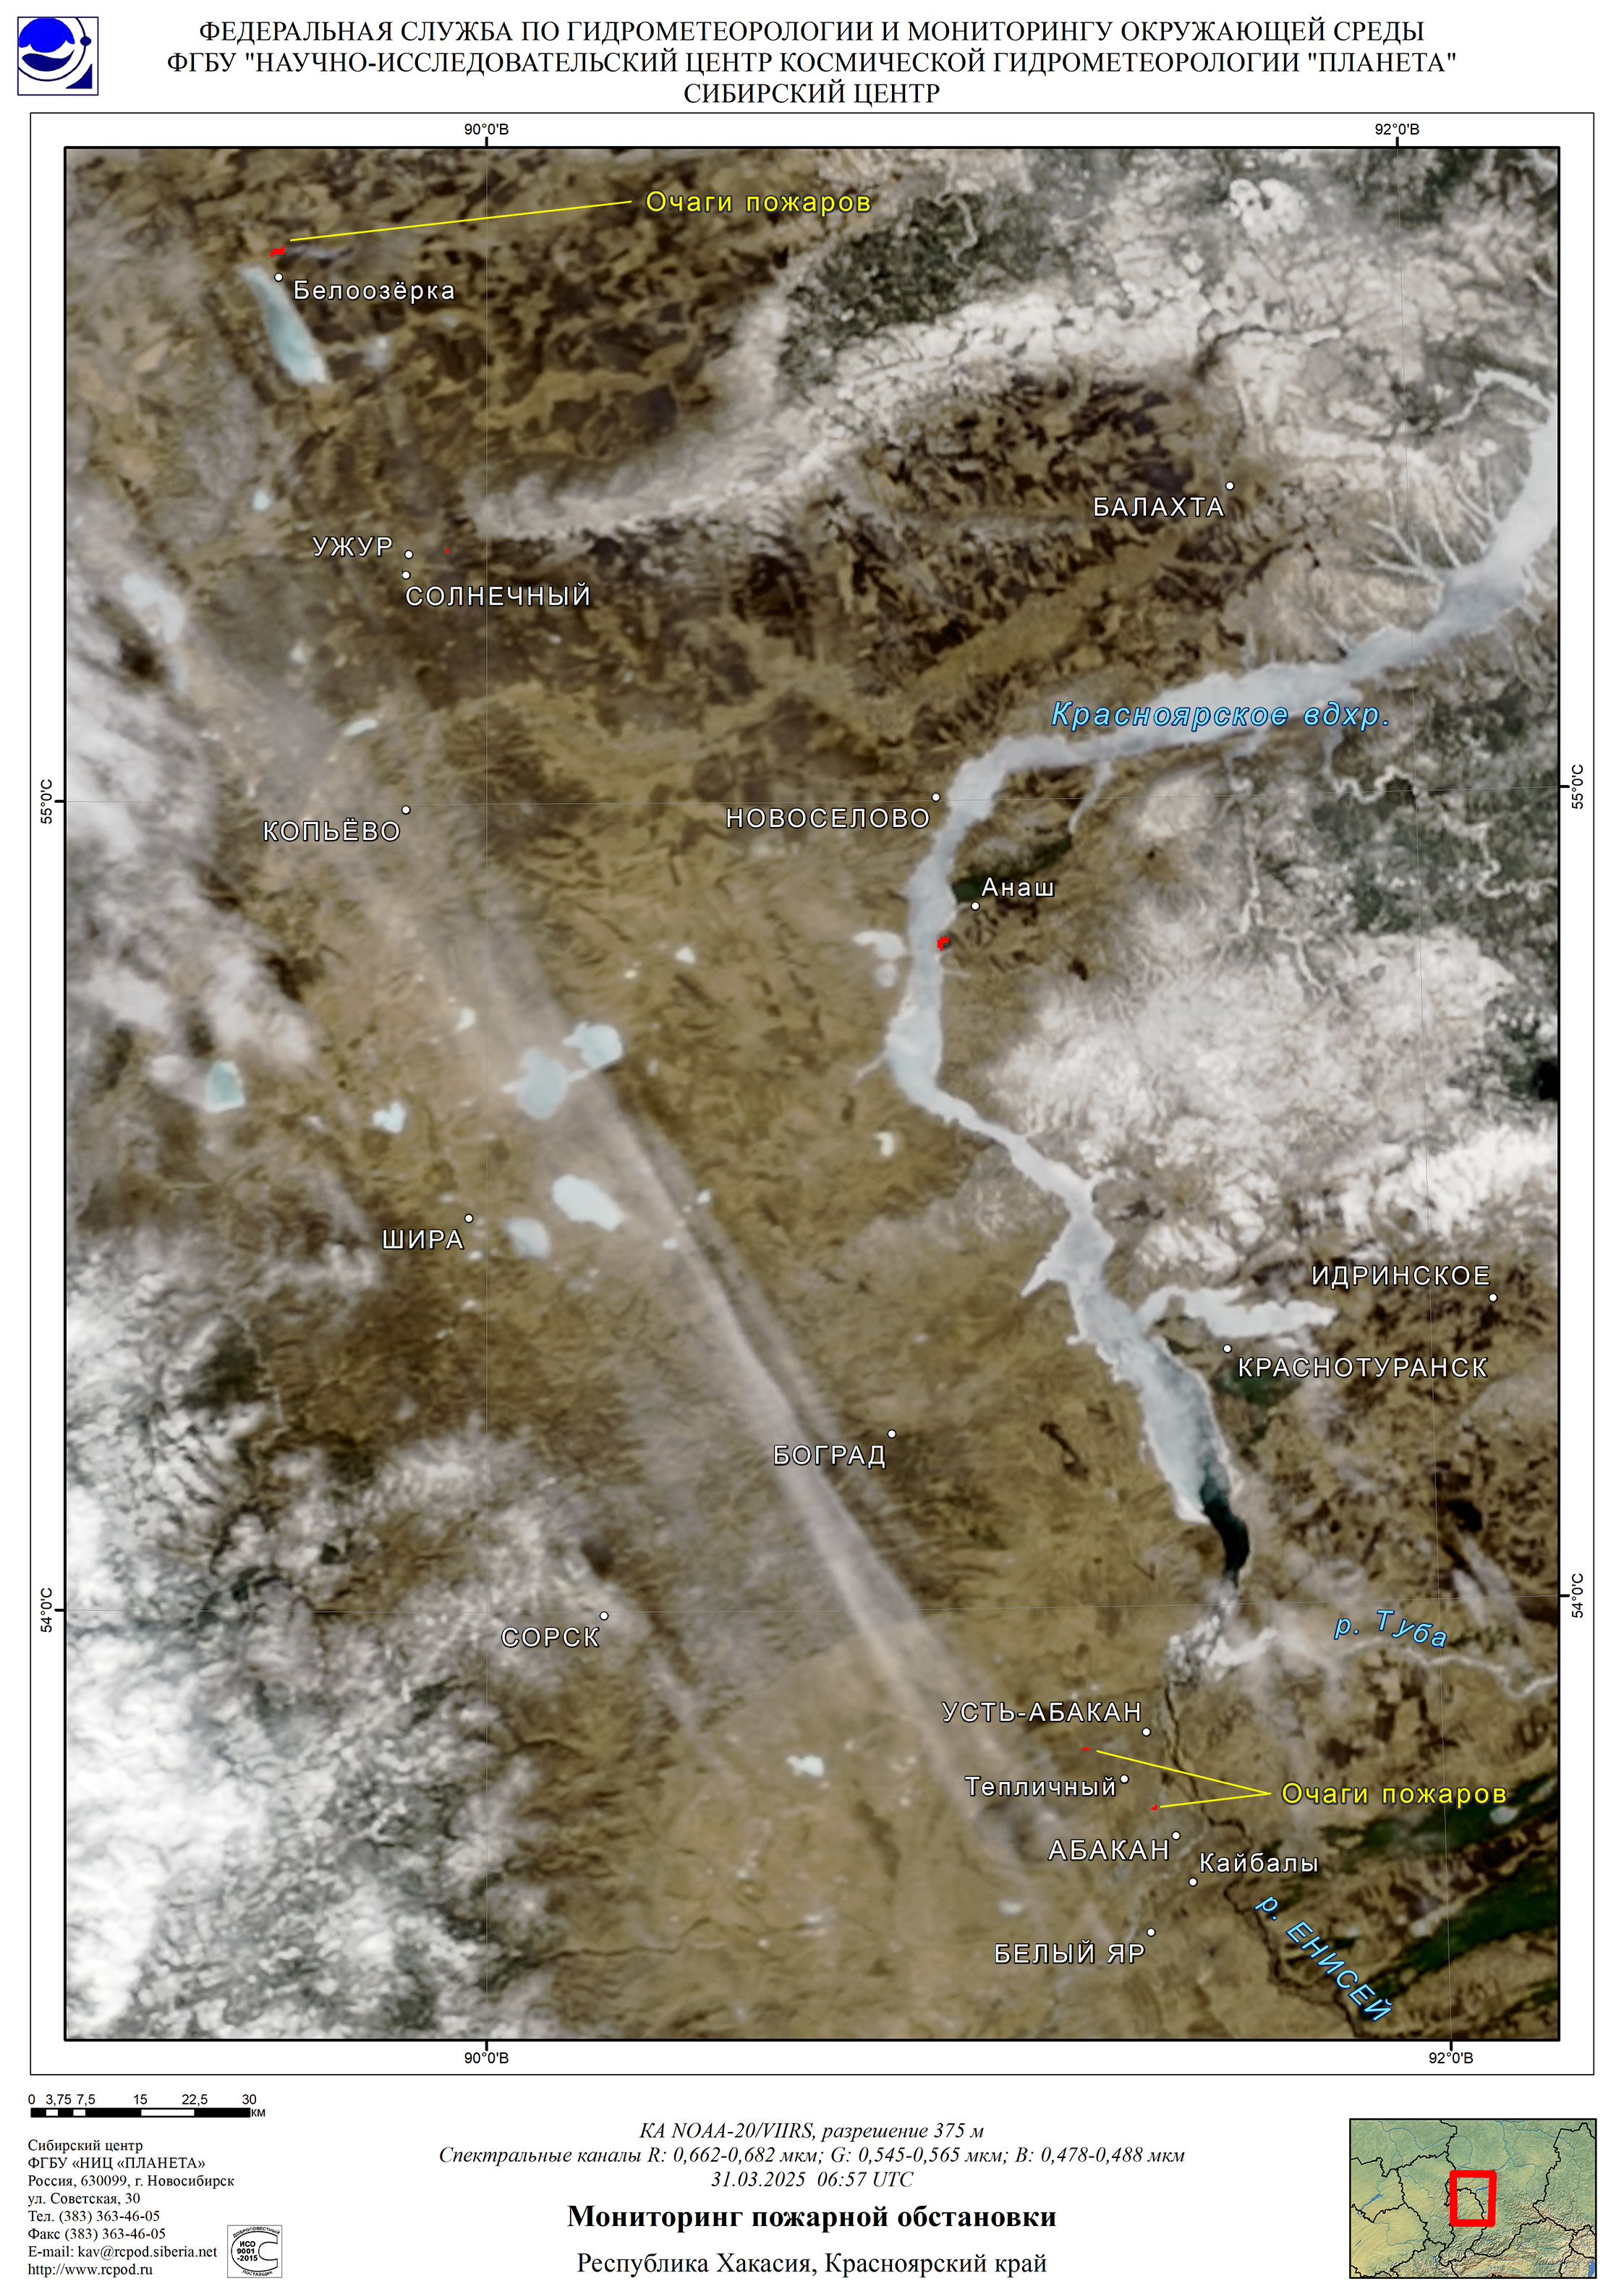 ФЕДЕРАЛЬНАЯ СЛУЖБА ПО ГИДРОМЕТЕОРОЛОГИИ И МОНИТОРИНГУ ОКРУЖАЮЩЕЙ СРЕДЫ
ФГБУ "НАУЧНО-ИССЛЕДОВАТЕЛЬСКИЙ ЦЕНТР КОСМИЧЕСКОЙ ГИДРОМЕТЕОРОЛОГИИ "ПЛАНЕТА"
СИБИРСКИЙ ЦЕНТР
90°0'В
92°0'В
Очаги пожаров
Белоозёрка
БАЛАХТА
УЖУР
СОЛНЕЧНЫЙ
Красноярское вдхр.
55°0'С
55°0'С
НОВОСЕЛОВО
КОПЬЁВО
Анаш
ШИРА
ИДРИНСКОЕ
КРАСНОТУРАНСК
БОГРАД
54°0'С
54°0'С
СОРСК
р. Туба
УСТЬ-АБАКАН
Тепличный
Очаги пожаров
АБАКАН
Кайбалы
р. ЕНИСЕЙ
БЕЛЫЙ ЯР
90°0'В
92°0'В
0 3,75 7,5 15 22,5 30
КМ
КА NOAA-20/VIIRS, разрешение 375 м
Спектральные каналы R: 0,662-0,682 мкм; G: 0,545-0,565 мкм; B: 0,478-0,488 мкм
31.03.2025 06:57 UTC
Мониторинг пожарной обстановки
Республика Хакасия, Красноярский край
Сибирский центр
ФГБУ «НИЦ «ПЛАНЕТА»
Россия, 630099, г. Новосибирск
ул. Советская, 30
Тел. (383) 363-46-05
Факс (383) 363-46-05
E-mail: kav@rcpod.siberia.net
http://www.rcpod.ru
ДОБРОСОВЕСТНЫЙ
ИСО
9001
-2015
ПОСТАВЩИК